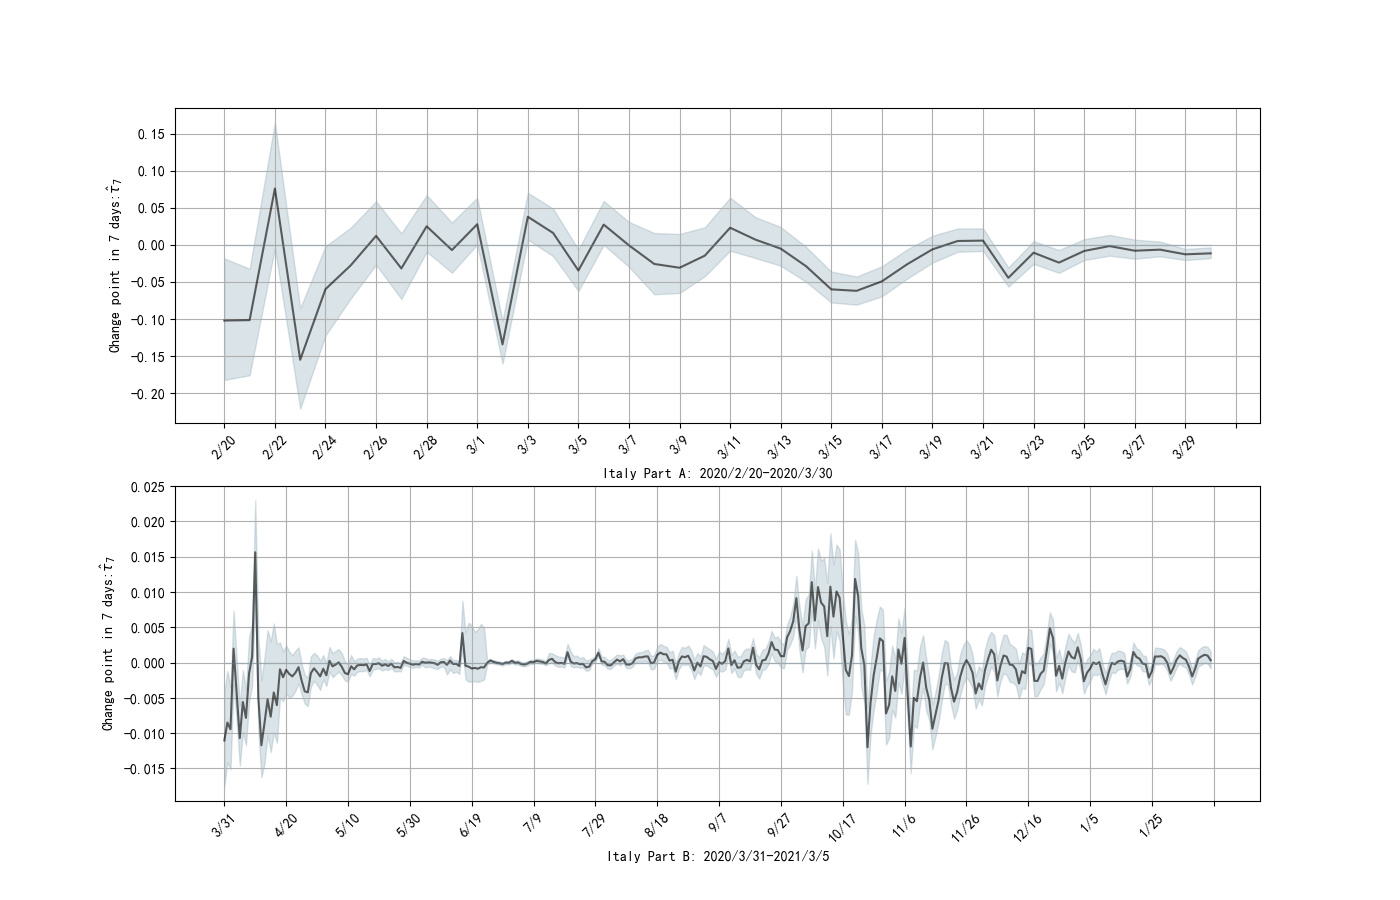 Change point in 7 days:τ̂7
0.15
0.10
0.05
0.00
−0.05
−0.10
−0.15
−0.20
2/20 2/22 2/24 2/26 2/28 3/1 3/3 3/5 3/7 3/9 3/11 3/13 3/15 3/17 3/19 3/21 3/23 3/25 3/27 3/29
Italy Part A: 2020/2/20−2020/3/30
Change point in 7 days:τ̂7
0.025
0.020
0.015
0.010
0.005
0.000
−0.005
−0.010
−0.015
3/31 4/20 5/10 5/30 6/19 7/9 7/29 8/18 9/7 9/27 10/17 11/6 11/26 12/16 1/5 1/25
Italy Part B: 2020/3/31−2021/3/5